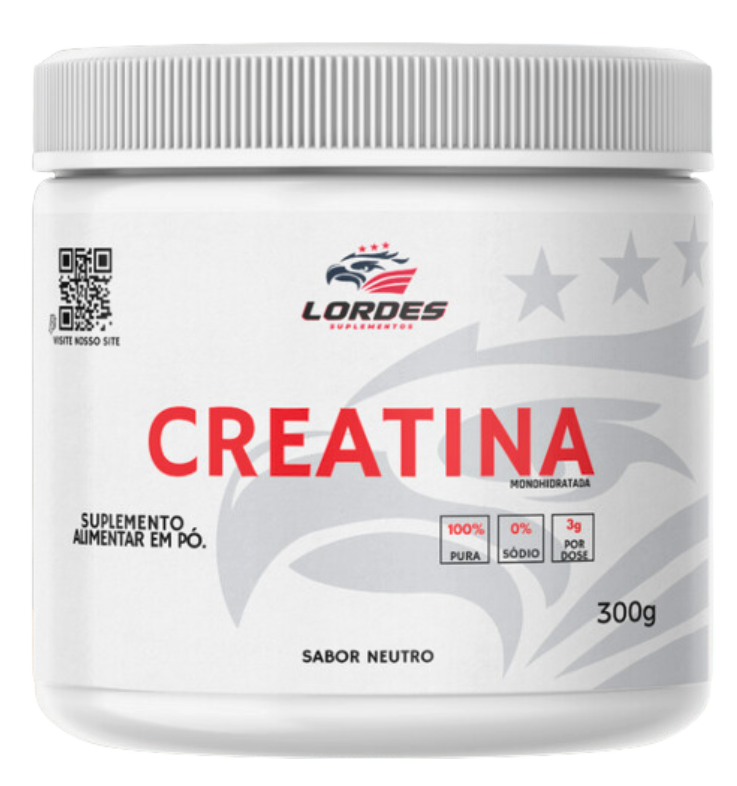 VISITE NOSSO SITE
LORDES
SUPLEMENTOS
CREATINA
MONOHIDRATADA
SUPLEMENTO
ALIMENTAR EM PÓ.
100%
PURA
0%
SÓDIO
3g
POR
DOSE
300g
SABOR NEUTRO